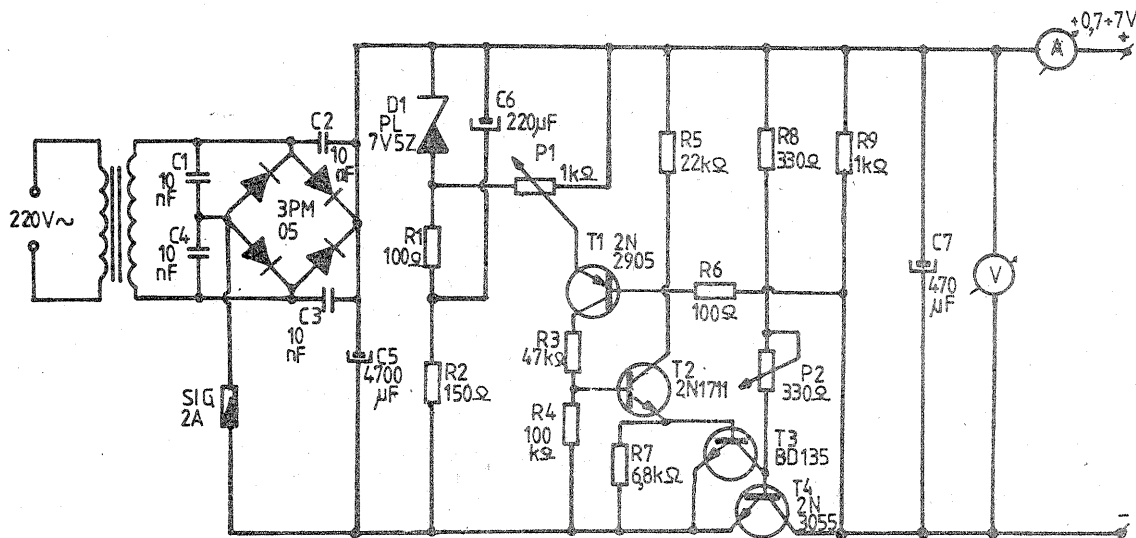 +0,7÷7V
A
+
220V~
C1
10
nF
C4
10
nF
C2
10
nF
3PM
05
C3
10
nF
SIG
2A
C5
4700
µF
D1
PL
7V5Z
C6
220µF
P1
1kΩ
R1
100Ω
R2
150Ω
T1 2N
2905
R3
47kΩ
R4
100
kΩ
R5
22kΩ
R6
100Ω
T2
2N1711
R7
6,8kΩ
R8
330Ω
R9
1kΩ
P2
330Ω
T3
BD135
T4
2N
3055
C7
470
µF
V
-